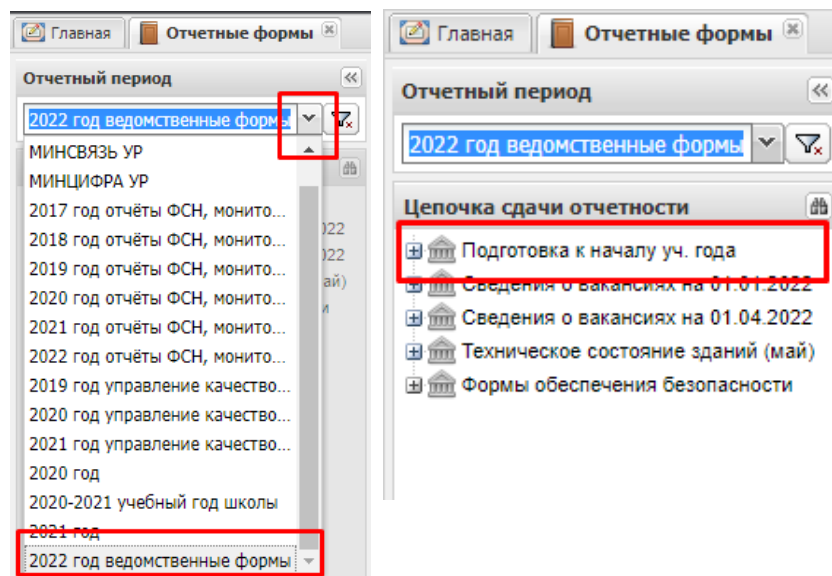 Главная
Отчетные формы
Отчетный период
2022 год ведомственные формы
МИНСВЯЗЬ УР
МИНЦИФРА УР
2017 год отчёты ФСН, монито...
2018 год отчёты ФСН, монито...
2019 год отчёты ФСН, монито...
2020 год отчёты ФСН, монито...
2021 год отчёты ФСН, монито...
2022 год отчёты ФСН, монито...
2019 год управление качество...
2020 год управление качество...
2021 год управление качество...
2020 год
2020-2021 учебный год школы
2021 год
2022 год ведомственные формы
022
022
ай)
и
Главная
Отчетные формы
Отчетный период
2022 год ведомственные формы
Цепочка сдачи отчетности
Подготовка к началу уч. года
Сведения о вакансиях на 01.01.2022
Сведения о вакансиях на 01.04.2022
Техническое состояние зданий (май)
Формы обеспечения безопасности